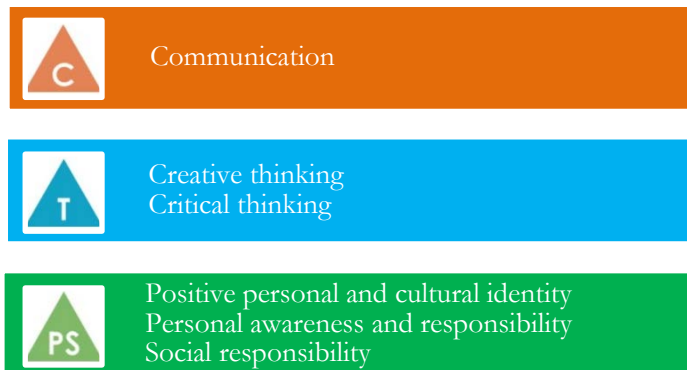 C
Communication
T
Creative thinking
Critical thinking
PS
Positive personal and cultural identity
Personal awareness and responsibility
Social responsibility